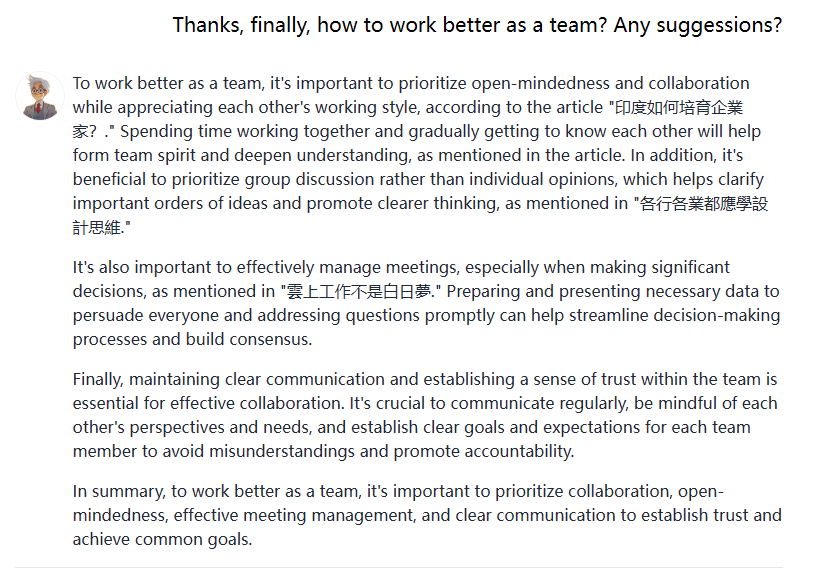 Thanks, finally, how to work better as a team? Any suggessions?
To work better as a team, it's important to prioritize open-mindedness and collaboration
while appreciating each other's working style, according to the article "印度如何培育企業
家？." Spending time working together and gradually getting to know each other will help
form team spirit and deepen understanding, as mentioned in the article. In addition, it's
beneficial to prioritize group discussion rather than individual opinions, which helps clarify
important orders of ideas and promote clearer thinking, as mentioned in "各行各業都應學設
計思維."
It's also important to effectively manage meetings, especially when making significant
decisions, as mentioned in "雲上工作不是白日夢." Preparing and presenting necessary data to
persuade everyone and addressing questions promptly can help streamline decision-making
processes and build consensus.
Finally, maintaining clear communication and establishing a sense of trust within the team is
essential for effective collaboration. It's crucial to communicate regularly, be mindful of each
other's perspectives and needs, and establish clear goals and expectations for each team
member to avoid misunderstandings and promote accountability.
In summary, to work better as a team, it's important to prioritize collaboration, open-
mindedness, effective meeting management, and clear communication to establish trust and
achieve common goals.